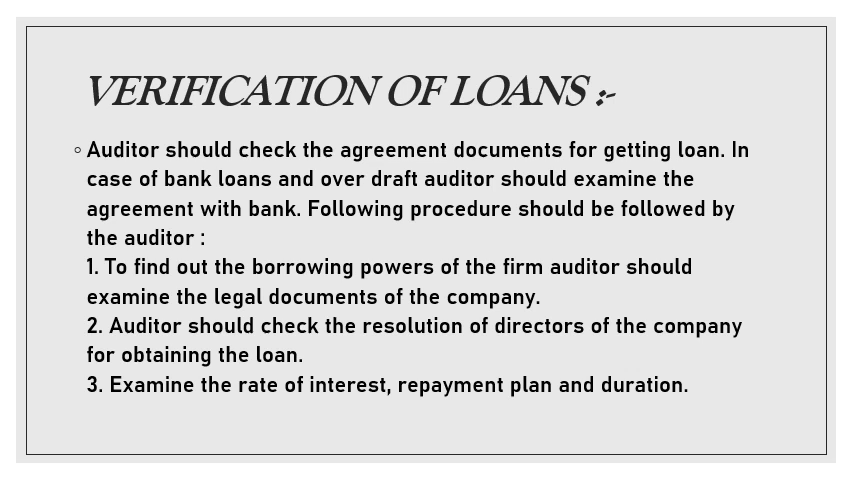 VERIFICATION OF LOANS :-
◦ Auditor should check the agreement documents for getting loan. In
case of bank loans and over draft auditor should examine the
agreement with bank. Following procedure should be followed by
the auditor :
1. To find out the borrowing powers of the firm auditor should
examine the legal documents of the company.
2. Auditor should check the resolution of directors of the company
for obtaining the loan.
3. Examine the rate of interest, repayment plan and duration.